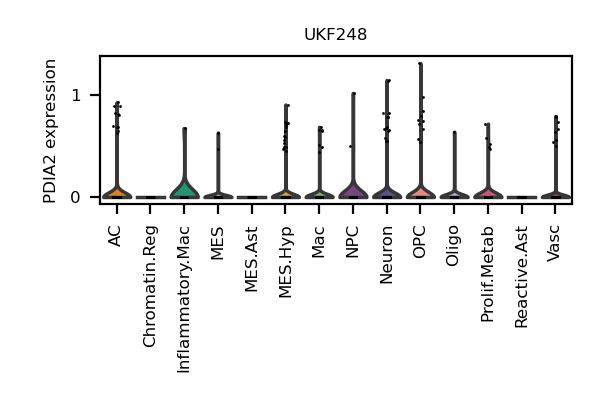 UKF248
PDIA2 expression
1
0
AC
Chromatin.Reg
Inflammatory.Mac
MES
MES.Ast
MES.Hyp
Mac
NPC
Neuron
OPC
Oligo
Prolif.Metab
Reactive.Ast
Vasc